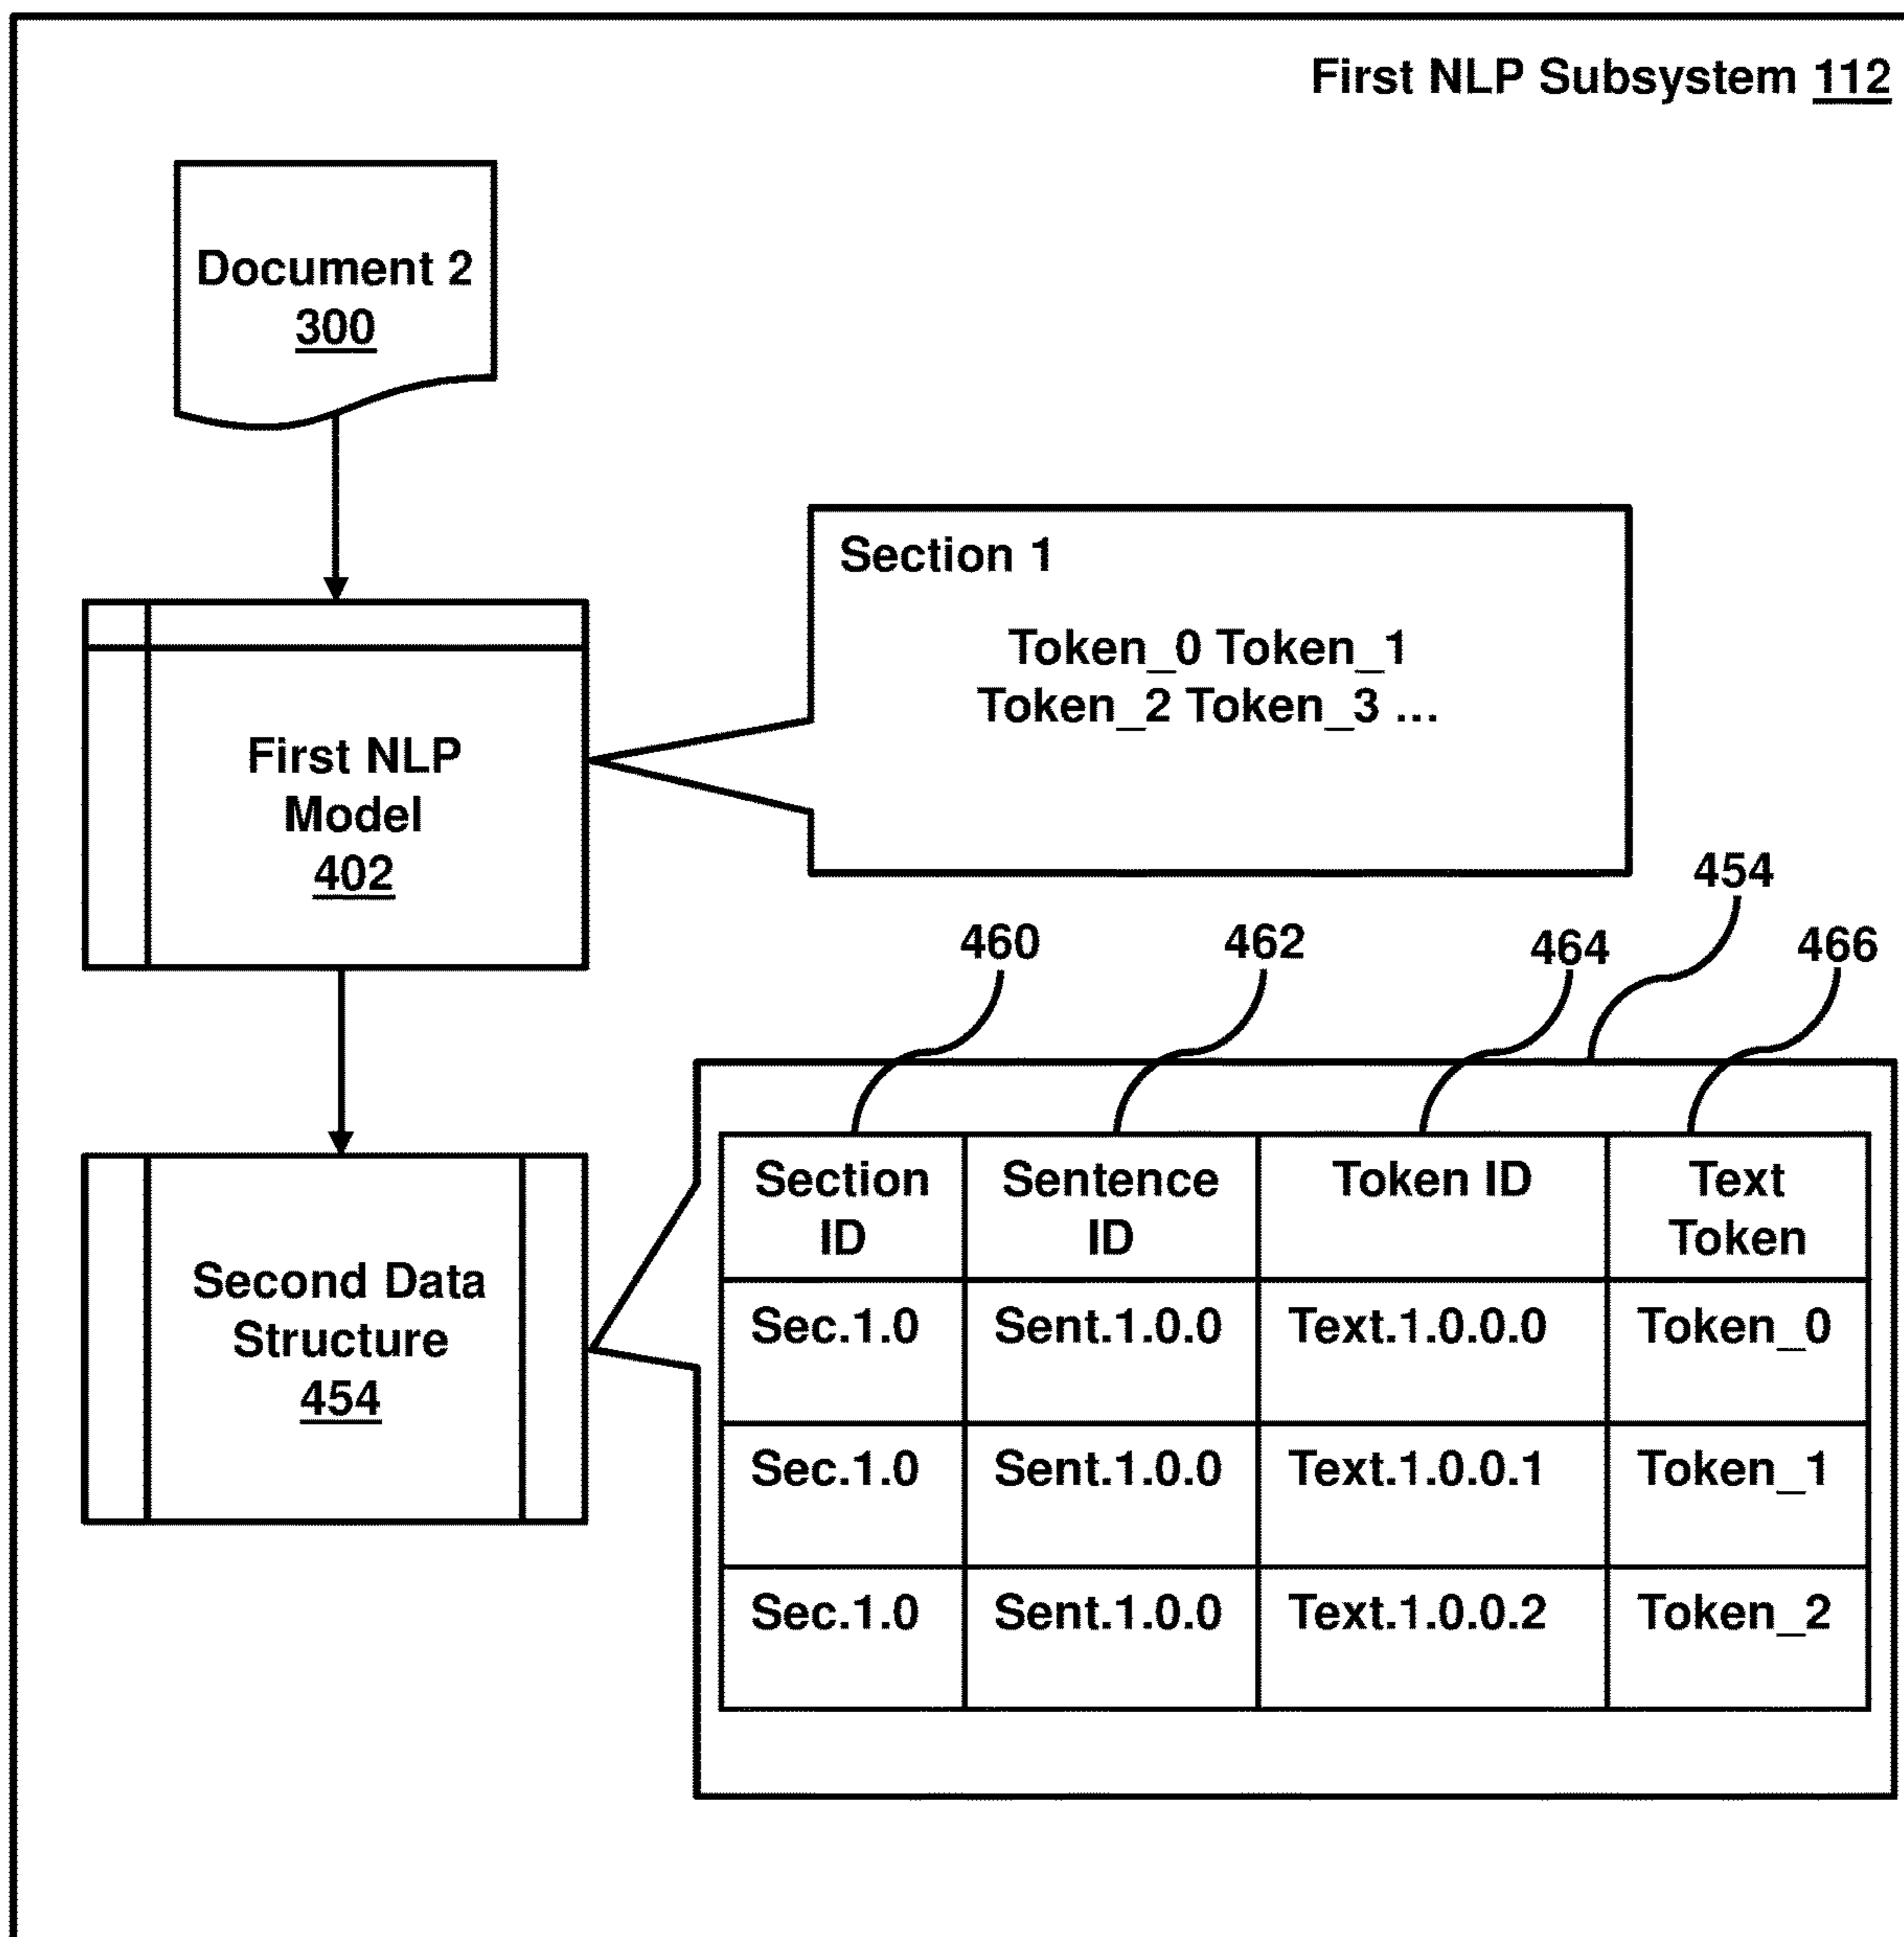 First NLP Subsystem 112
Document 2
300
Section 1
Token_0 Token_1
Token_2 Token_3 ...
First NLP
Model
402
454
460
462
464
466
Section
ID
Sentence
ID
Token ID
Text
Token
Sec.1.0
Sent.1.0.0
Text.1.0.0.0
Token_0
Sec.1.0
Sent.1.0.0
Text.1.0.0.1
Token_1
Sec.1.0
Sent.1.0.0
Text.1.0.0.2
Token_2
Second Data
Structure
454